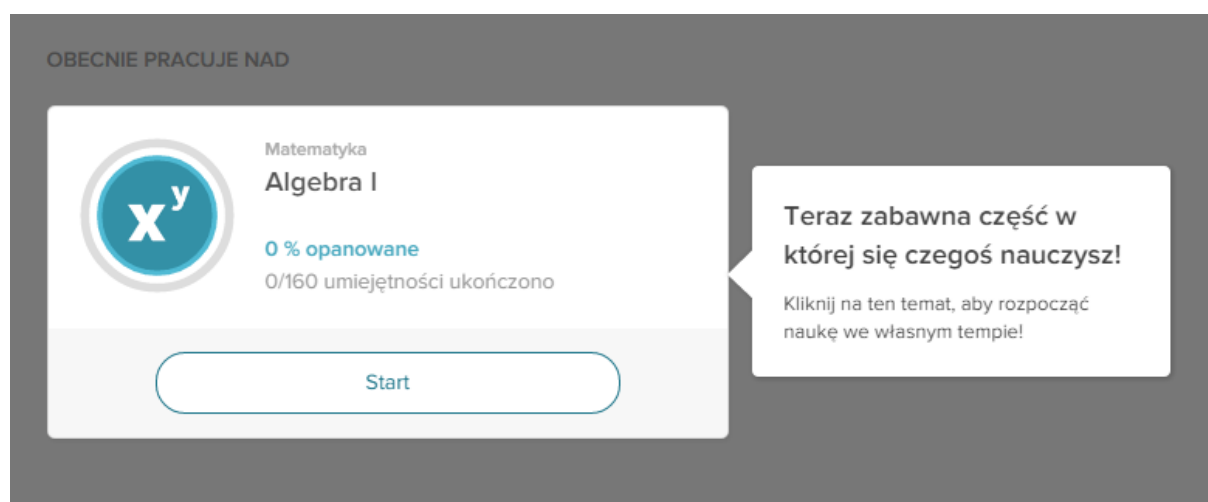 OBECNIE PRACUJE NAD
Matematyka
Algebra I
x^y
0 % opanowane
0/160 umiejętności ukończono
Start
Teraz zabawna część w
której się czegoś nauczysz!
Kliknij na ten temat, aby rozpocząć
naukę we własnym tempie!